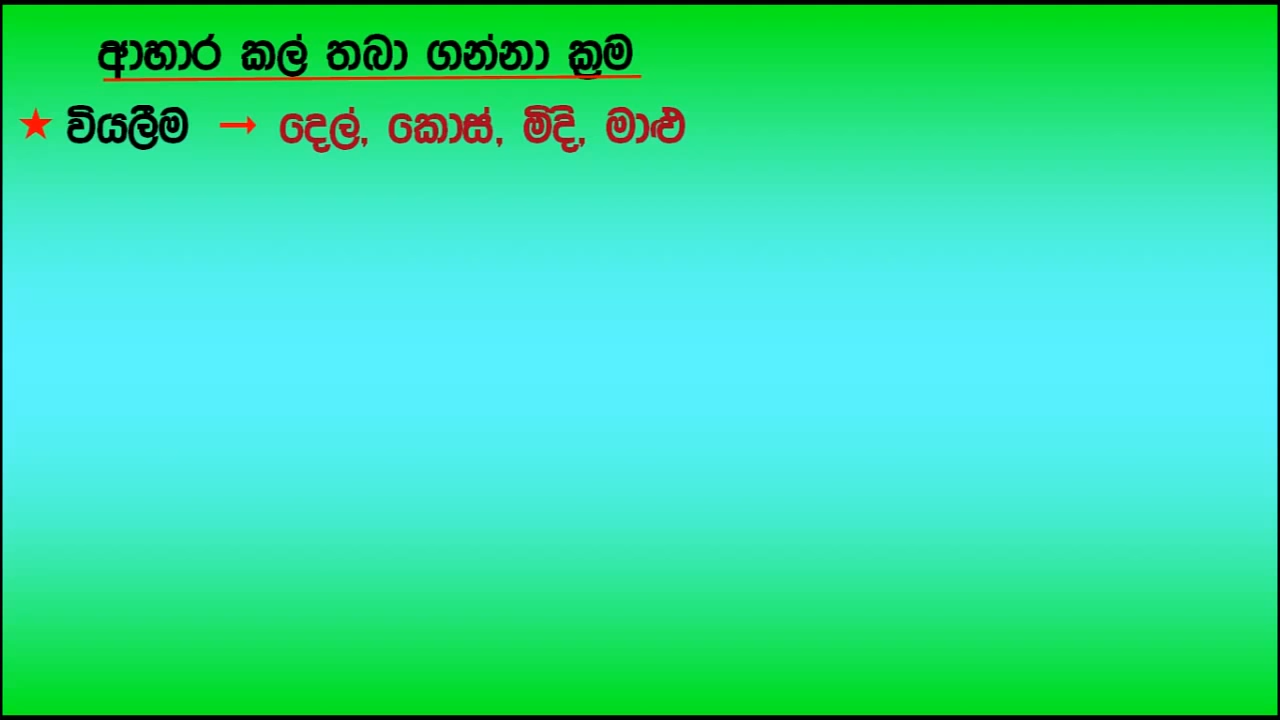 ආහාර කල් තබා ගන්නා ක්‍රම
★ වියලීම → දෙල්, කොස්, මිදි, මාළු